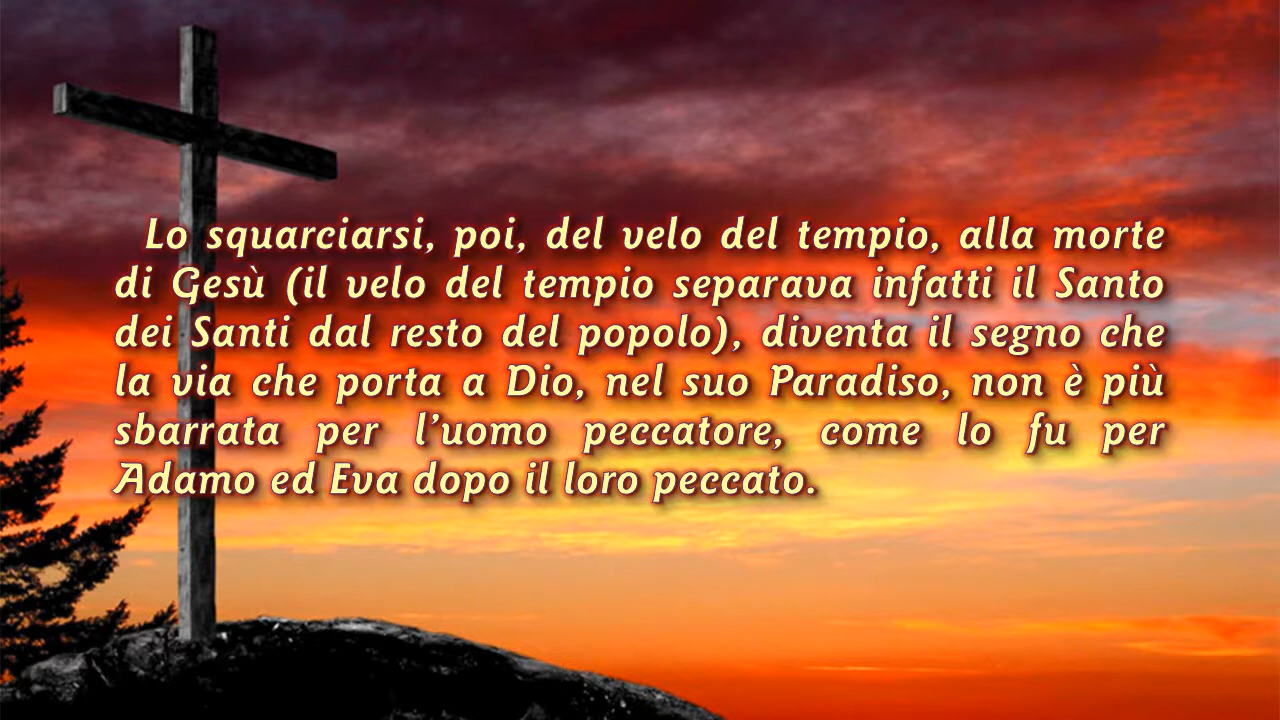 Lo squarciarsi, poi, del velo del tempio, alla morte
di Gesù (il velo del tempio separava infatti il Santo
dei Santi dal resto del popolo), diventa il segno che
la via che porta a Dio, nel suo Paradiso, non è più
sbarrata per l’uomo peccatore, come lo fu per
Adamo ed Eva dopo il loro peccato.